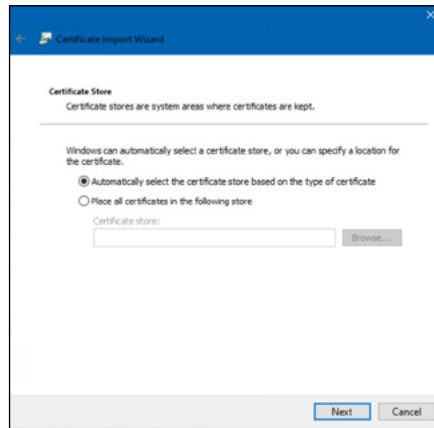 Certificate Import Wizard
Certificate Store
Certificate stores are system areas where certificates are kept.
Windows can automatically select a certificate store, or you can specify a location for
the certificate.
Automatically select the certificate store based on the type of certificate
Place all certificates in the following store
Certificate store:
Browse...
Next
Cancel